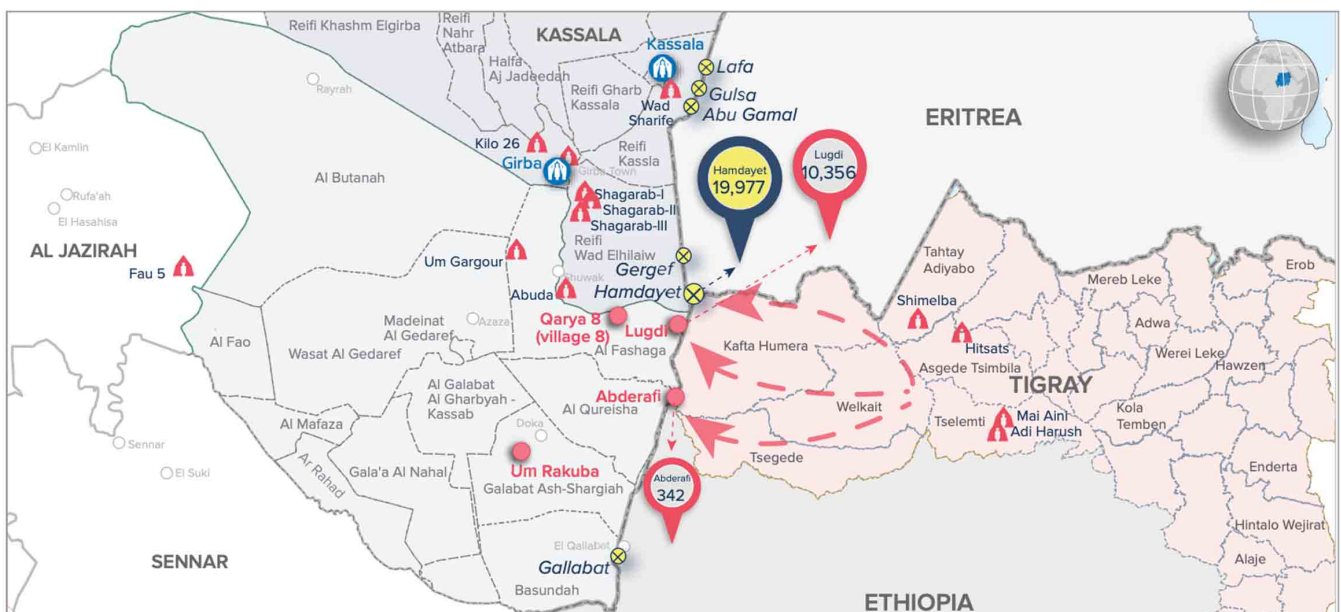 Reifi Khashm Elgirba
Reifi
Nahr
Atbara
KASSALA
Kassala
Halfa
Aj Jadeedah
Rayrah
Reifi Gharb
Kassala
Wad
Sharife
Lafa
Gulsa
Abu Gamal
ERITREA
El Kamlin
Kilo 26
Girba
Girba Town
Reifi
Kassla
Hamdayet
19,977
Lugdi
10,356
Al Butanah
Rufa'ah
El Hasahisa
Shagarab-I
Shagarab-II
Shagarab-III
AL JAZIRAH
Fau 5
Um Gargour
Reifi
Wad Elhilaiw
Gergef
Shuwak
Abuda
Hamdayet
Tahtay
Adiyabo
Mereb Leke
Erob
Shimelba
Hitsats
Adwa
Qarya 8
(village 8)
Lugdi
Al Fashaga
Madeinat
Al Gedaref
Azaza
Al Fao
Wasat Al Gedaref
Kafta Humera
Asgede Tsimbila
Werei Leke
Hawzen
TIGRAY
Al Galabat
Al Gharbyah -
Kassab
Abderafi
Al Qureisha
Welkait
Tselemti
Mai Aini
Adi Harush
Kola
Temben
Al Mafaza
Doka
Sennar
Al Rahad
Gala'a Al Nahal
El Suki
Um Rakuba
Galabat Ash-Shargiah
Tsegede
Abderafi
342
Enderta
Hintalo Wejirat
El Qallabet
Gallabat
Alaje
SENNAR
Basundah
ETHIOPIA